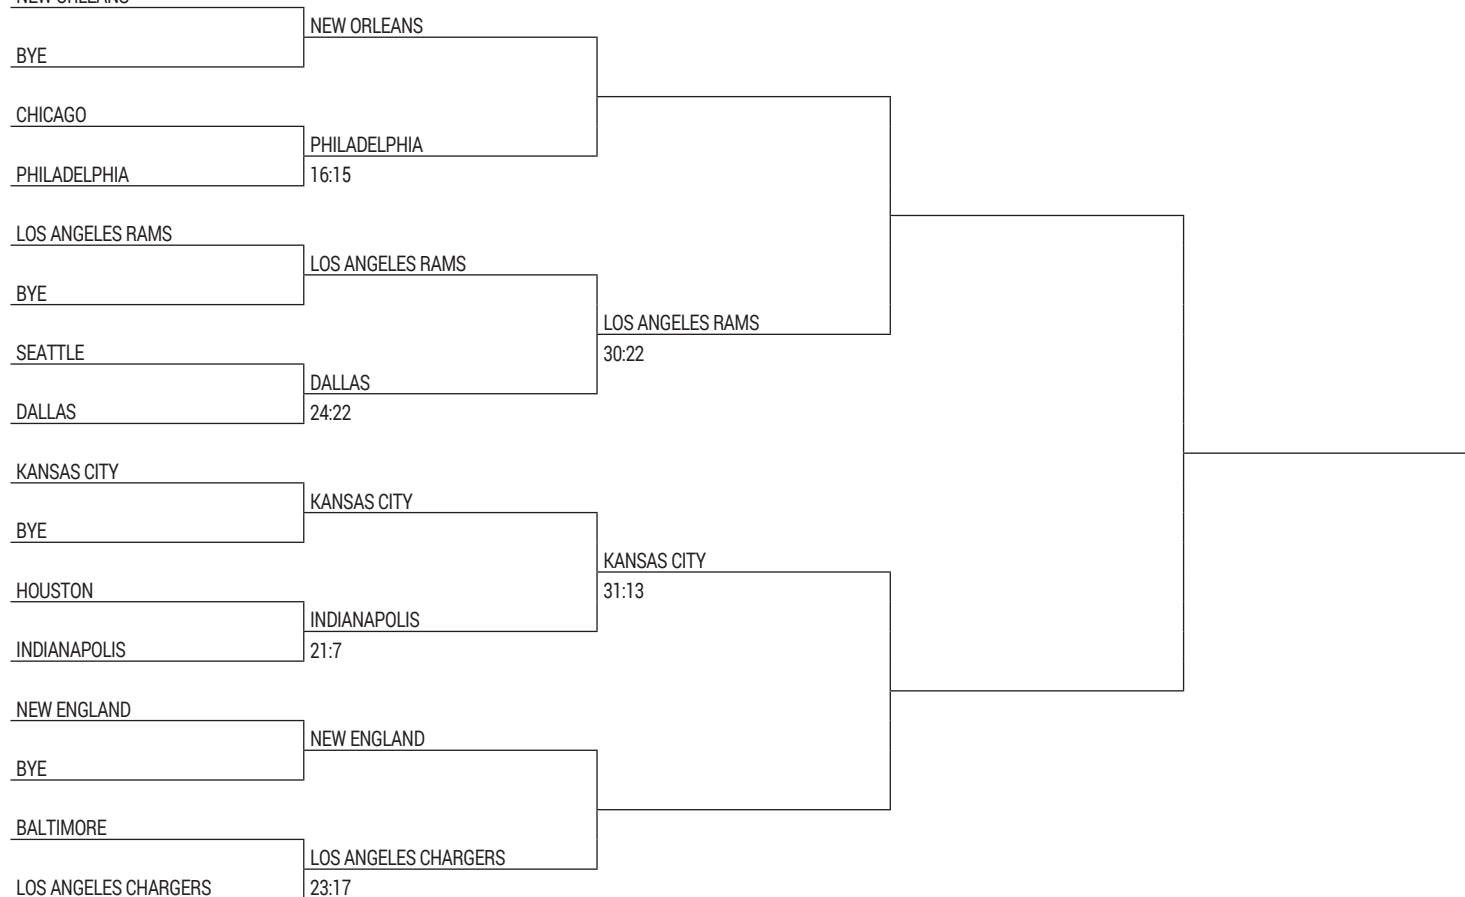 NEW ORLEANS
NEW ORLEANS
BYE
CHICAGO
PHILADELPHIA
16:15
PHILADELPHIA
LOS ANGELES RAMS
LOS ANGELES RAMS
BYE
LOS ANGELES RAMS
30:22
SEATTLE
DALLAS
24:22
DALLAS
KANSAS CITY
KANSAS CITY
BYE
KANSAS CITY
31:13
HOUSTON
INDIANAPOLIS
21:7
INDIANAPOLIS
NEW ENGLAND
NEW ENGLAND
BYE
BALTIMORE
LOS ANGELES CHARGERS
23:17
LOS ANGELES CHARGERS